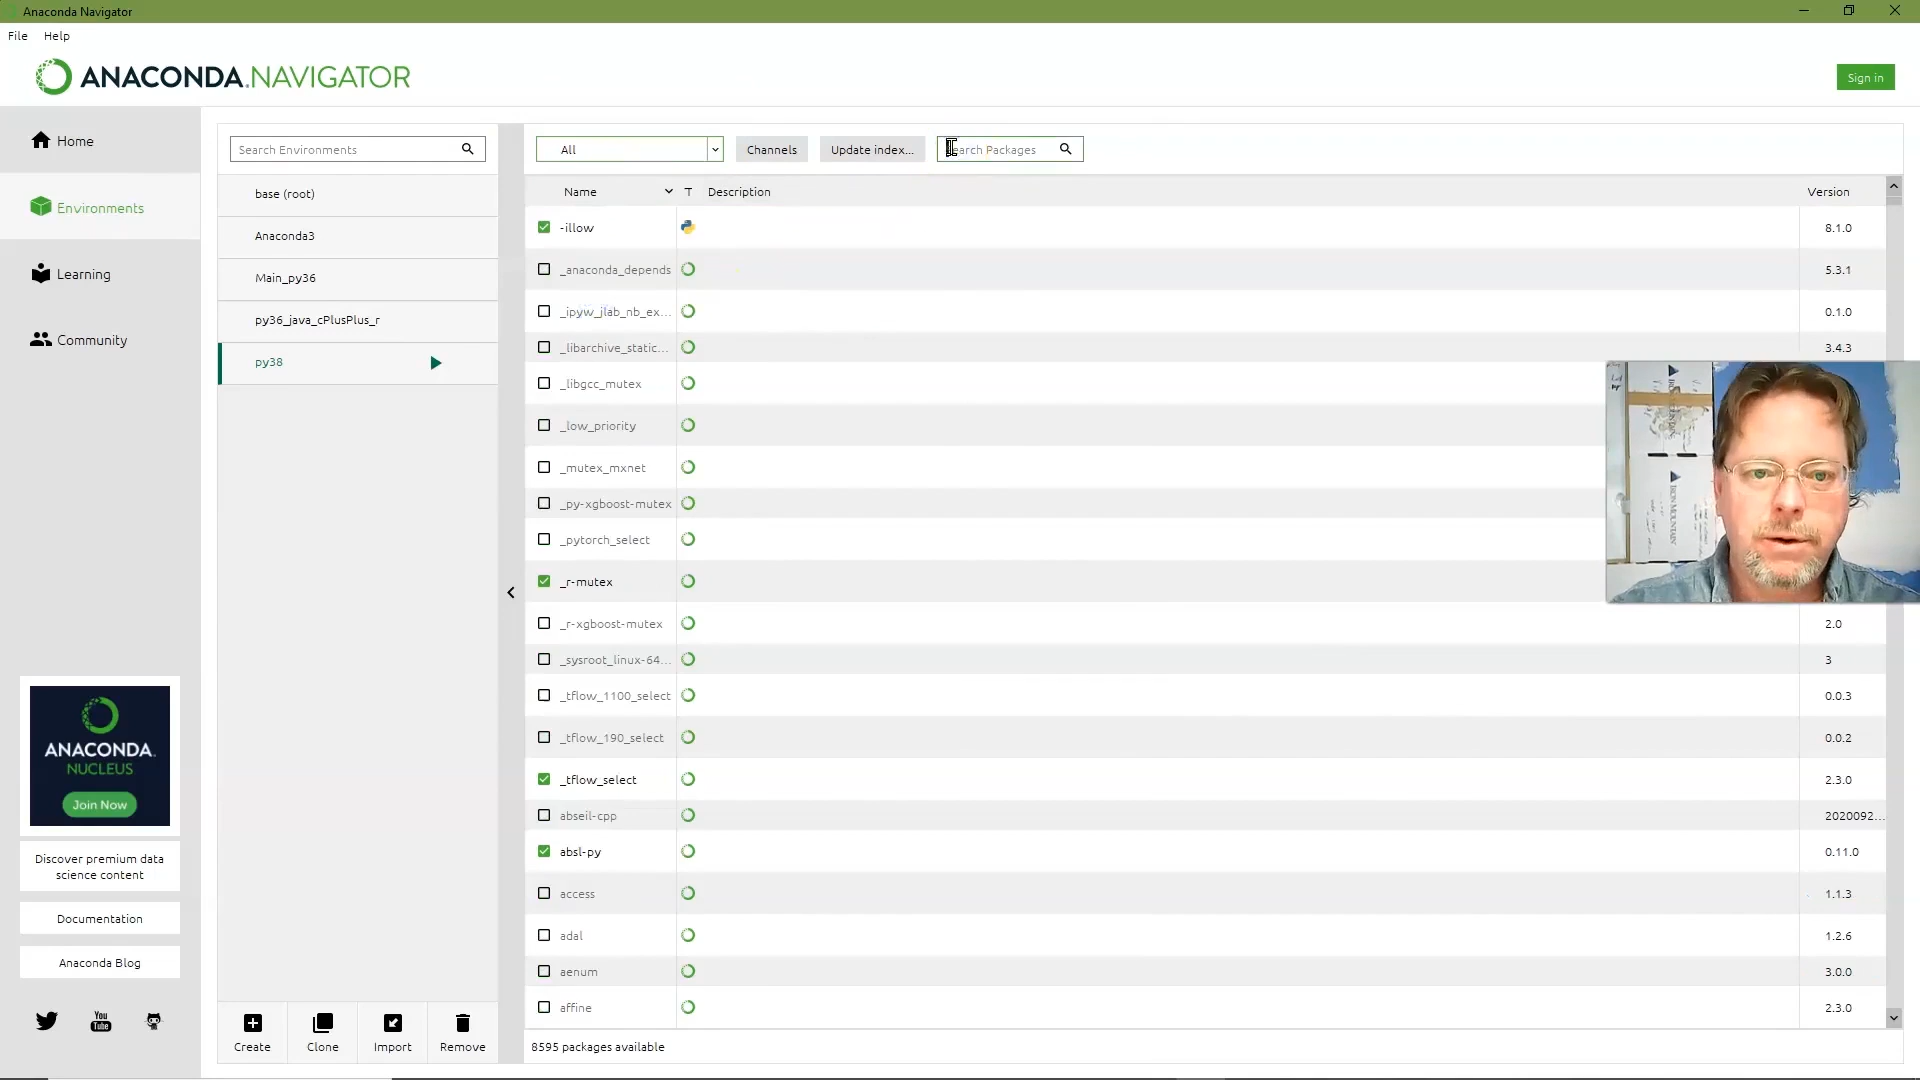 Anaconda Navigator
File Help
ANACONDA.NAVIGATOR
Sign in
Home
Environments
Learning
Community
ANACONDA.
NUCLEUS
Join Now
Discover premium data
science content
Documentation
Anaconda Blog
You
Tube
Search Environments
base (root)
Anaconda3
Main_py36
py36_java_cPlusPlus_r
py38
Create Clone Import Remove
All Channels Update index... Search Packages
Name T Description Version
-illow 8.1.0
_anaconda_depends 5.3.1
_ipyw_jlab_nb_ex... 0.1.0
_libarchive_static... 3.4.3
_libgcc_mutex
_low_priority
_mutex_mxnet
_py-xgboost-mutex
_pytorch_select
_r-mutex
_r-xgboost-mutex 2.0
_sysroot_linux-64... 3
_tflow_1100_select 0.0.3
_tflow_190_select 0.0.2
_tflow_select 2.3.0
abseil-cpp 2020092...
absl-py 0.11.0
access 1.1.3
adal 1.2.6
aenum 3.0.0
affine 2.3.0
8595 packages available
IRON MOUNTAIN